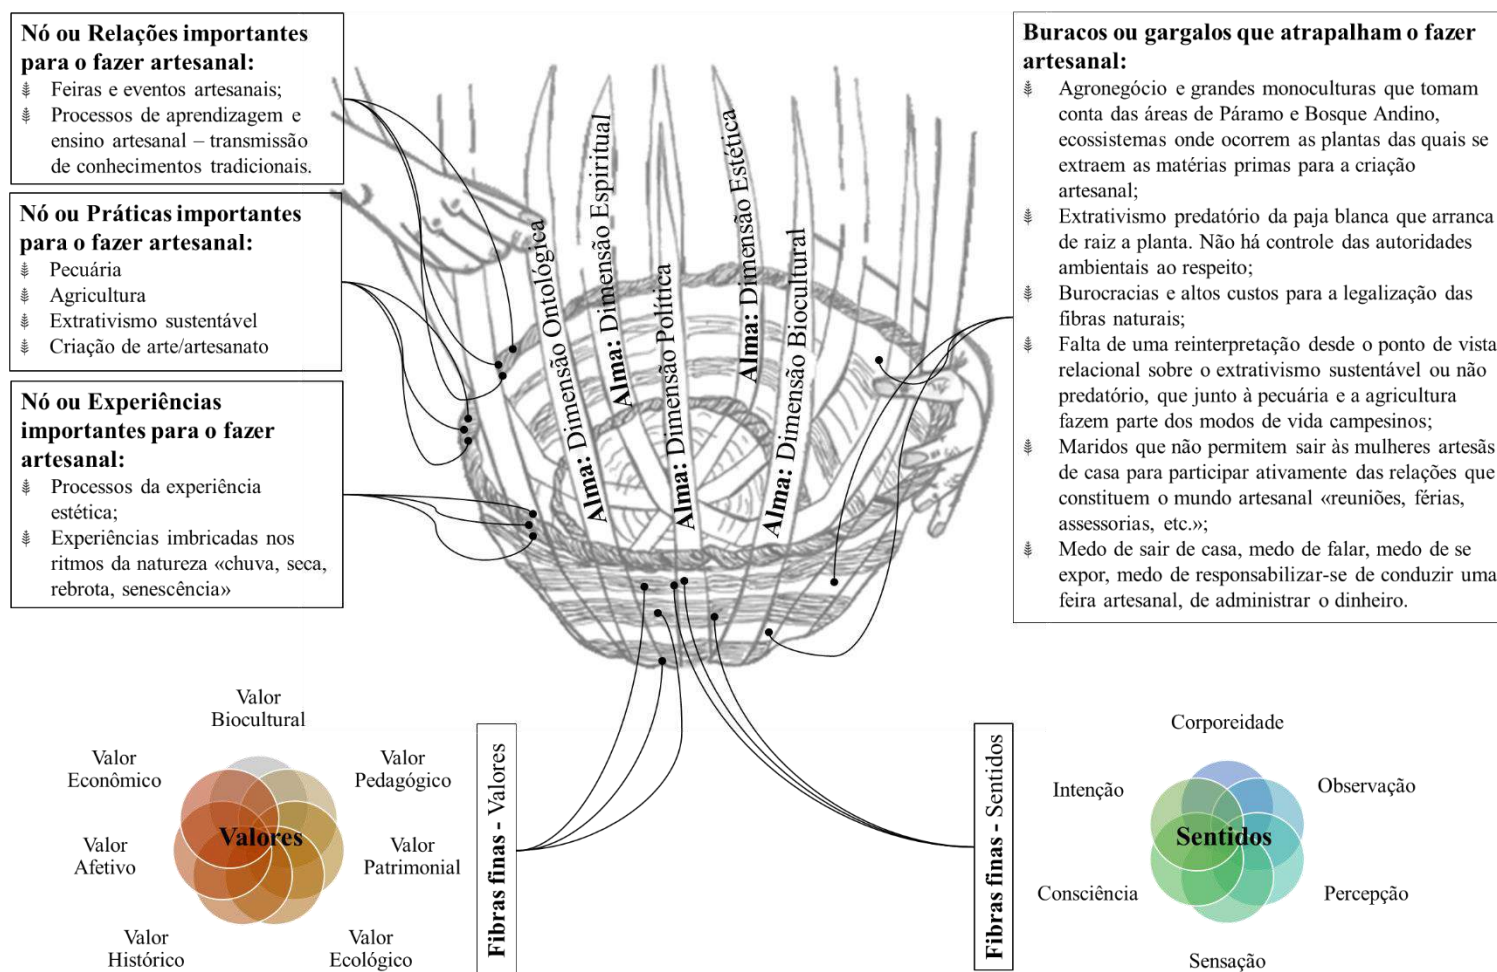 Nó ou Relações importantes
para o fazer artesanal:
Feiras e eventos artesanais;
Processos de aprendizagem e
ensino artesanal – transmissão
de conhecimentos tradicionais.
Nó ou Práticas importantes
para o fazer artesanal:
Pecuária
Agricultura
Extrativismo sustentável
Criação de arte/artesanato
Nó ou Experiências
importantes para o fazer
artesanal:
Processos da experiência
estética;
Experiências imbricadas nos
ritmos da natureza «chuva, seca,
rebrota, senescência»
Alma: Dimensão Ontológica
Alma: Dimensão Espiritual
Alma: Dimensão Política
Alma: Dimensão Estética
Alma: Dimensão Biocultural
Buracos ou gargalos que atrapalham o fazer
artesanal:
Agronegócio e grandes monoculturas que tomam
conta das áreas de Páramo e Bosque Andino,
ecossistemas onde ocorrem as plantas das quais se
extraem as matérias primas para a criação
artesanal;
Extrativismo predatório da paja blanca que arranca
de raiz a planta. Não há controle das autoridades
ambientais ao respeito;
Burocracias e altos custos para a legalização das
fibras naturais;
Falta de uma reinterpretação desde o ponto de vista
relacional sobre o extrativismo sustentável ou não
predatório, que junto à pecuária e a agricultura
fazem parte dos modos de vida campesinos;
Maridos que não permitem sair às mulheres artesãs
de casa para participar ativamente das relações que
constituem o mundo artesanal «reuniões, férias,
assessorias, etc.»;
Medo de sair de casa, medo de falar, medo de se
expor, medo de responsabilizar-se de conduzir uma
feira artesanal, de administrar o dinheiro.
Valor
Biocultural
Valor
Econômico
Valor
Pedagógico
Valores
Valor
Afetivo
Valor
Patrimonial
Valor
Histórico
Valor
Ecológico
Fibras finas - Valores
Fibras finas - Sentidos
Corporeidade
Intenção
Observação
Sentidos
Consciência
Percepção
Sensação